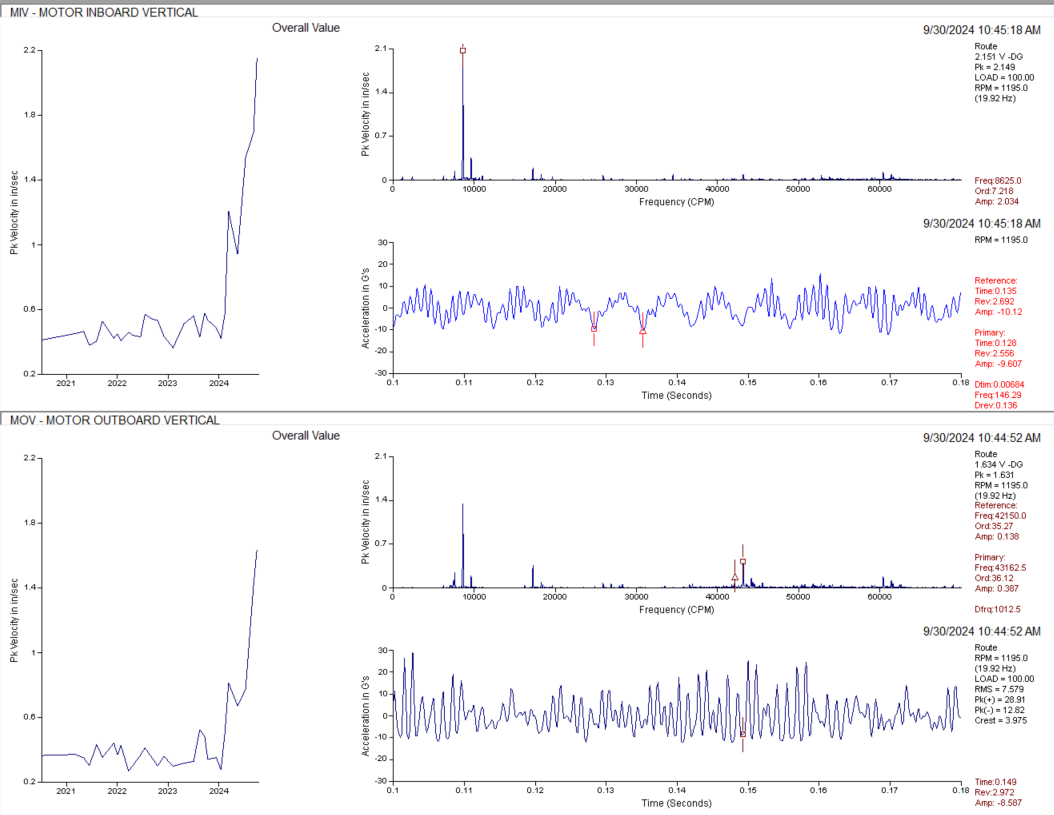 MIV - MOTOR INBOARD VERTICAL
Overall Value
2.2
1.8
1.4
1
0.6
0.2
Pk Velocity in in/sec
2021 2022 2023 2024
9/30/2024 10:45:18 AM
2.1
1.4
0.7
0
Pk Velocity in in/sec
0 10000 20000 30000 40000 50000 60000
Frequency (CPM)
Route
2.151 V -DG
Pk = 2.149
LOAD = 100.00
RPM = 1195.0
(19.92 Hz)
Freq:8625.0
Ord:7.218
Amp: 2.034
9/30/2024 10:45:18 AM
30
20
10
0
-10
-20
-30
Acceleration in G's
0.1 0.11 0.12 0.13 0.14 0.15 0.16 0.17 0.18
Time (Seconds)
RPM = 1195.0
Reference:
Time:0.135
Rev:2.692
Amp: -10.12
Primary:
Time:0.128
Rev:2.556
Amp: -9.607
Dtim:0.00684
Freq:146.29
Drev:0.136
MOV - MOTOR OUTBOARD VERTICAL
Overall Value
2.2
1.8
1.4
1
0.6
0.2
Pk Velocity in in/sec
2021 2022 2023 2024
9/30/2024 10:44:52 AM
2.1
1.4
0.7
0
Pk Velocity in in/sec
0 10000 20000 30000 40000 50000 60000
Frequency (CPM)
Route
1.634 V -DG
Pk = 1.631
RPM = 1195.0
(19.92 Hz)
Reference:
Freq:42150.0
Ord:35.27
Amp: 0.138
Primary:
Freq:43162.5
Ord:36.12
Amp: 0.387
Dfrq:1012.5
9/30/2024 10:44:52 AM
30
20
10
0
-10
-20
-30
Acceleration in G's
0.1 0.11 0.12 0.13 0.14 0.15 0.16 0.17 0.18
Time (Seconds)
Route
RPM = 1195.0
(19.92 Hz)
LOAD = 100.00
RMS = 7.579
Pk(+) = 28.91
Pk(-) = 12.82
Crest = 3.975
Time:0.149
Rev:2.972
Amp: -8.587